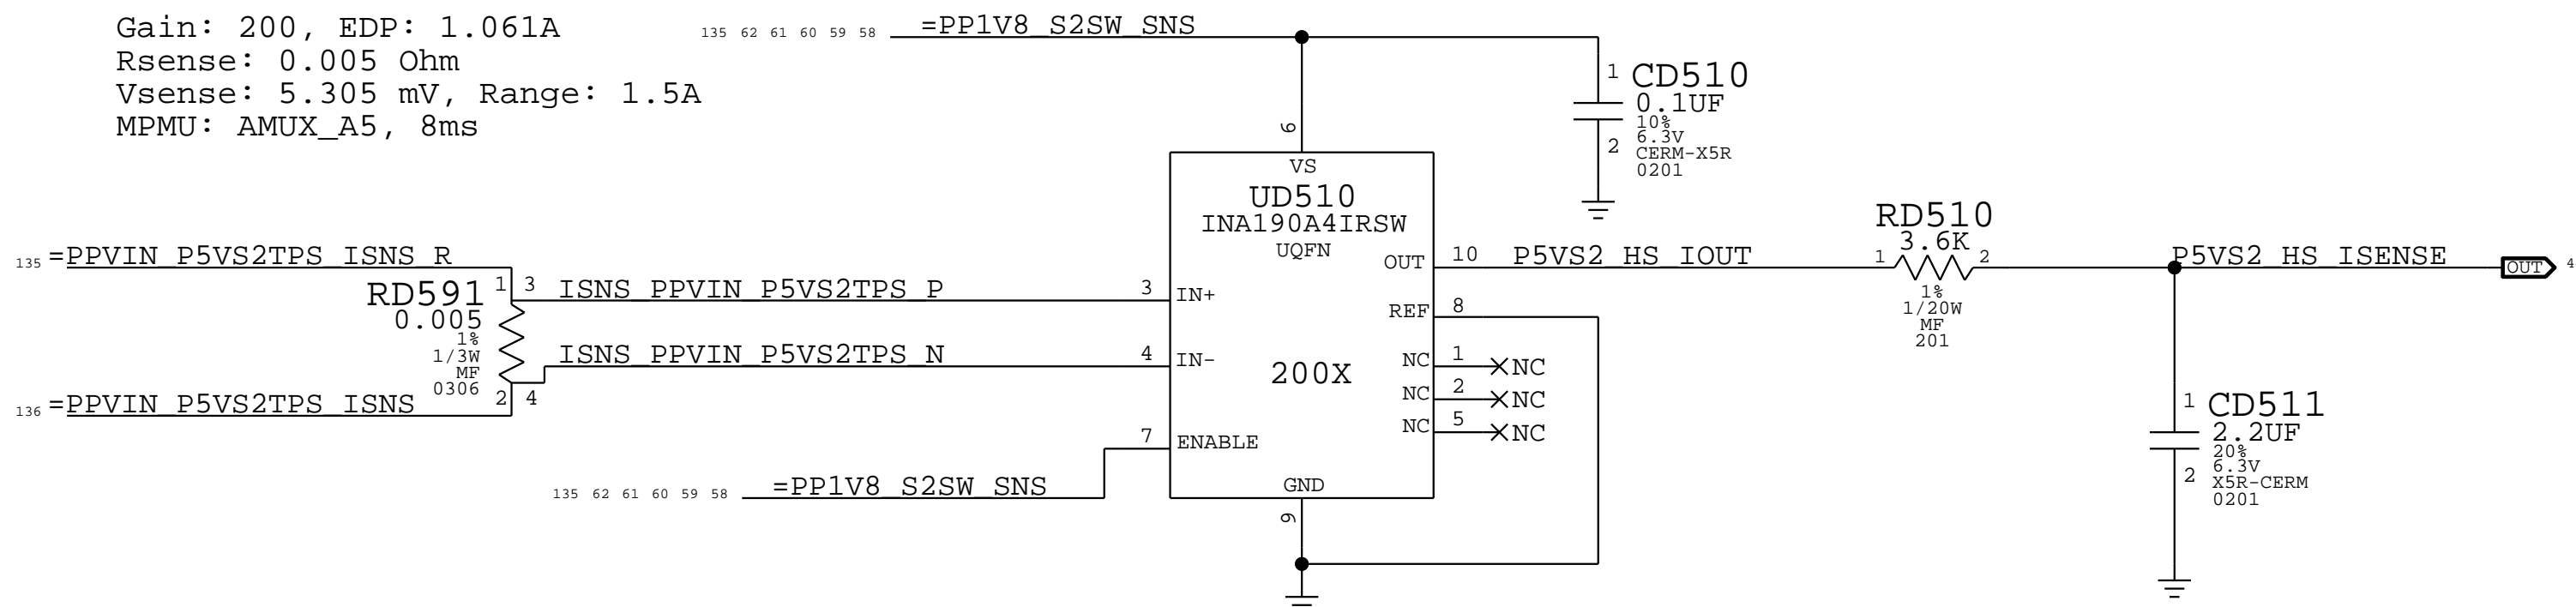 Gain: 200, EDP: 1.061A
Rsense: 0.005 Ohm
Vsense: 5.305 mV, Range: 1.5A
MPMU: AMUX_A5, 8ms
135 62 61 60 59 58 =PP1V8_S2SW_SNS
1 CD510
0.1UF
10%
6.3V
2
CERM-X5R
0201
6
VS
UD510
INA190A4IRSW
UQFN
135 =PPVIN_P5VS2TPS_ISNS_R
RD591
0.005
1%
1/3W
MF
0306
1 3
2 4
136 =PPVIN_P5VS2TPS_ISNS
ISNS_PPVIN_P5VS2TPS_P 3 IN+
ISNS_PPVIN_P5VS2TPS_N 4 IN-
7 ENABLE
135 62 61 60 59 58 =PP1V8_S2SW_SNS
200X
OUT 10 P5VS2_HS_IOUT
REF 8
NC 1 NC
NC 2 NC
NC 5 NC
GND
9
RD510
3.6K
1 2
1%
1/20W
MF
201
P5VS2_HS_ISENSE OUT 4
1 CD511
2.2UF
20%
6.3V
2 X5R-CERM
0201